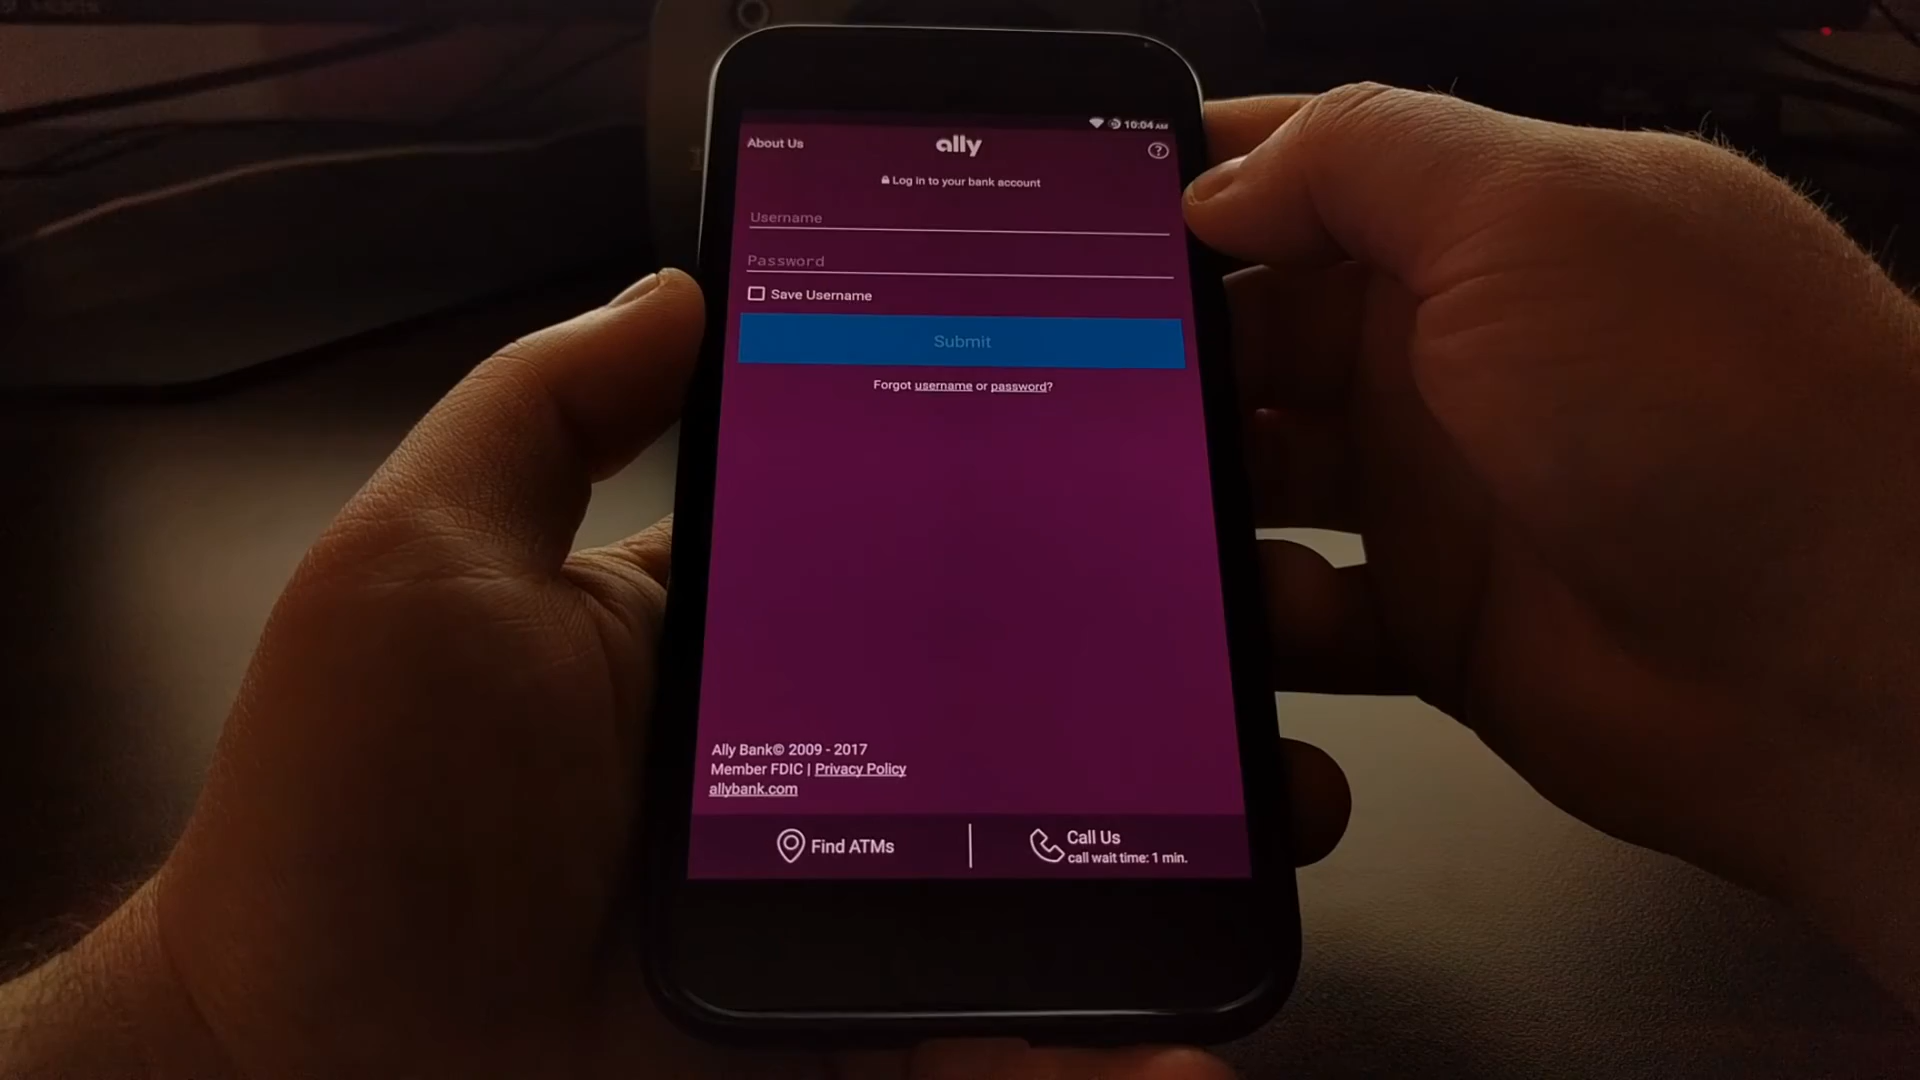 10:04 AM
About Us
ally
Log in to your bank account
Username
Password
Save Username
Submit
Forgot username or password?
Ally Bank© 2009 - 2017
Member FDIC | Privacy Policy
allybank.com
Find ATMs
Call Us
call wait time: 1 min.